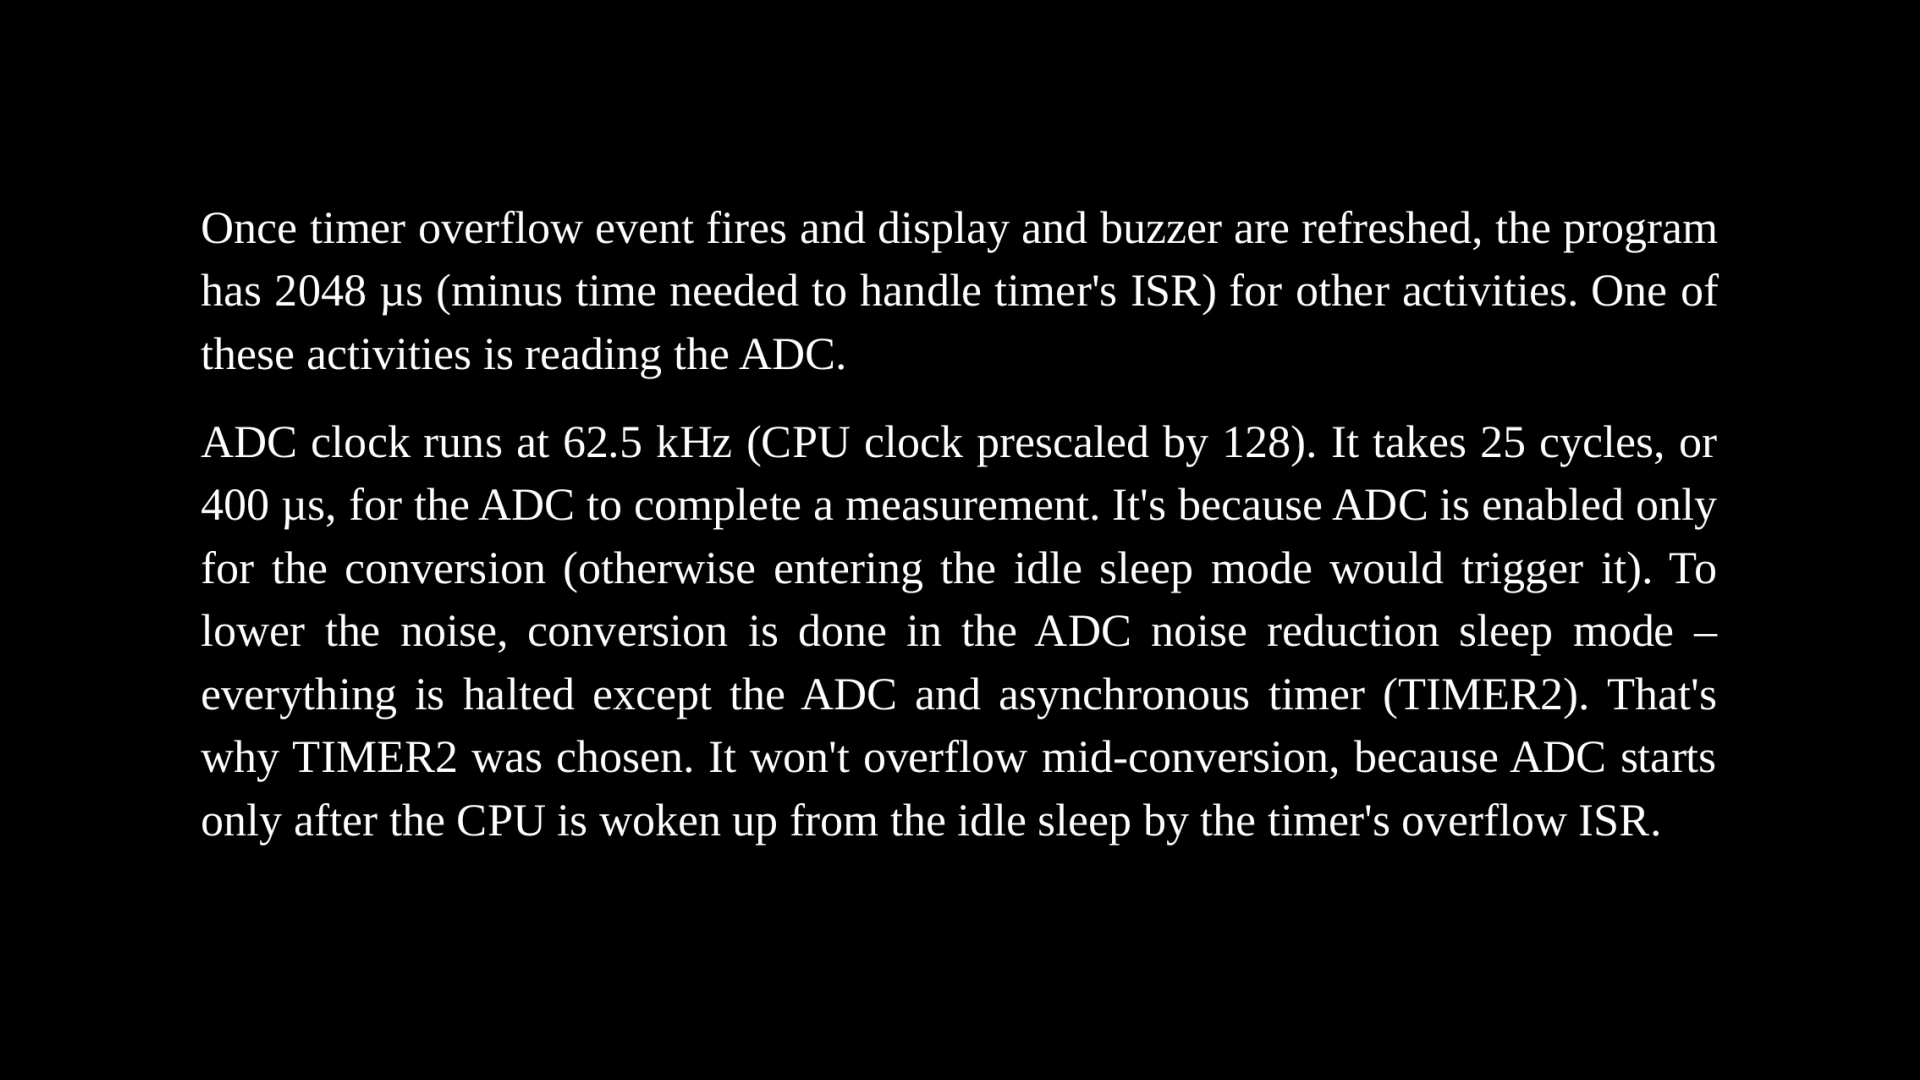 Once timer overflow event fires and display and buzzer are refreshed, the program
has 2048 µs (minus time needed to handle timer's ISR) for other activities. One of
these activities is reading the ADC.
ADC clock runs at 62.5 kHz (CPU clock prescaled by 128). It takes 25 cycles, or
400 µs, for the ADC to complete a measurement. It's because ADC is enabled only
for the conversion (otherwise entering the idle sleep mode would trigger it). To
lower the noise, conversion is done in the ADC noise reduction sleep mode –
everything is halted except the ADC and asynchronous timer (TIMER2). That's
why TIMER2 was chosen. It won't overflow mid-conversion, because ADC starts
only after the CPU is woken up from the idle sleep by the timer's overflow ISR.